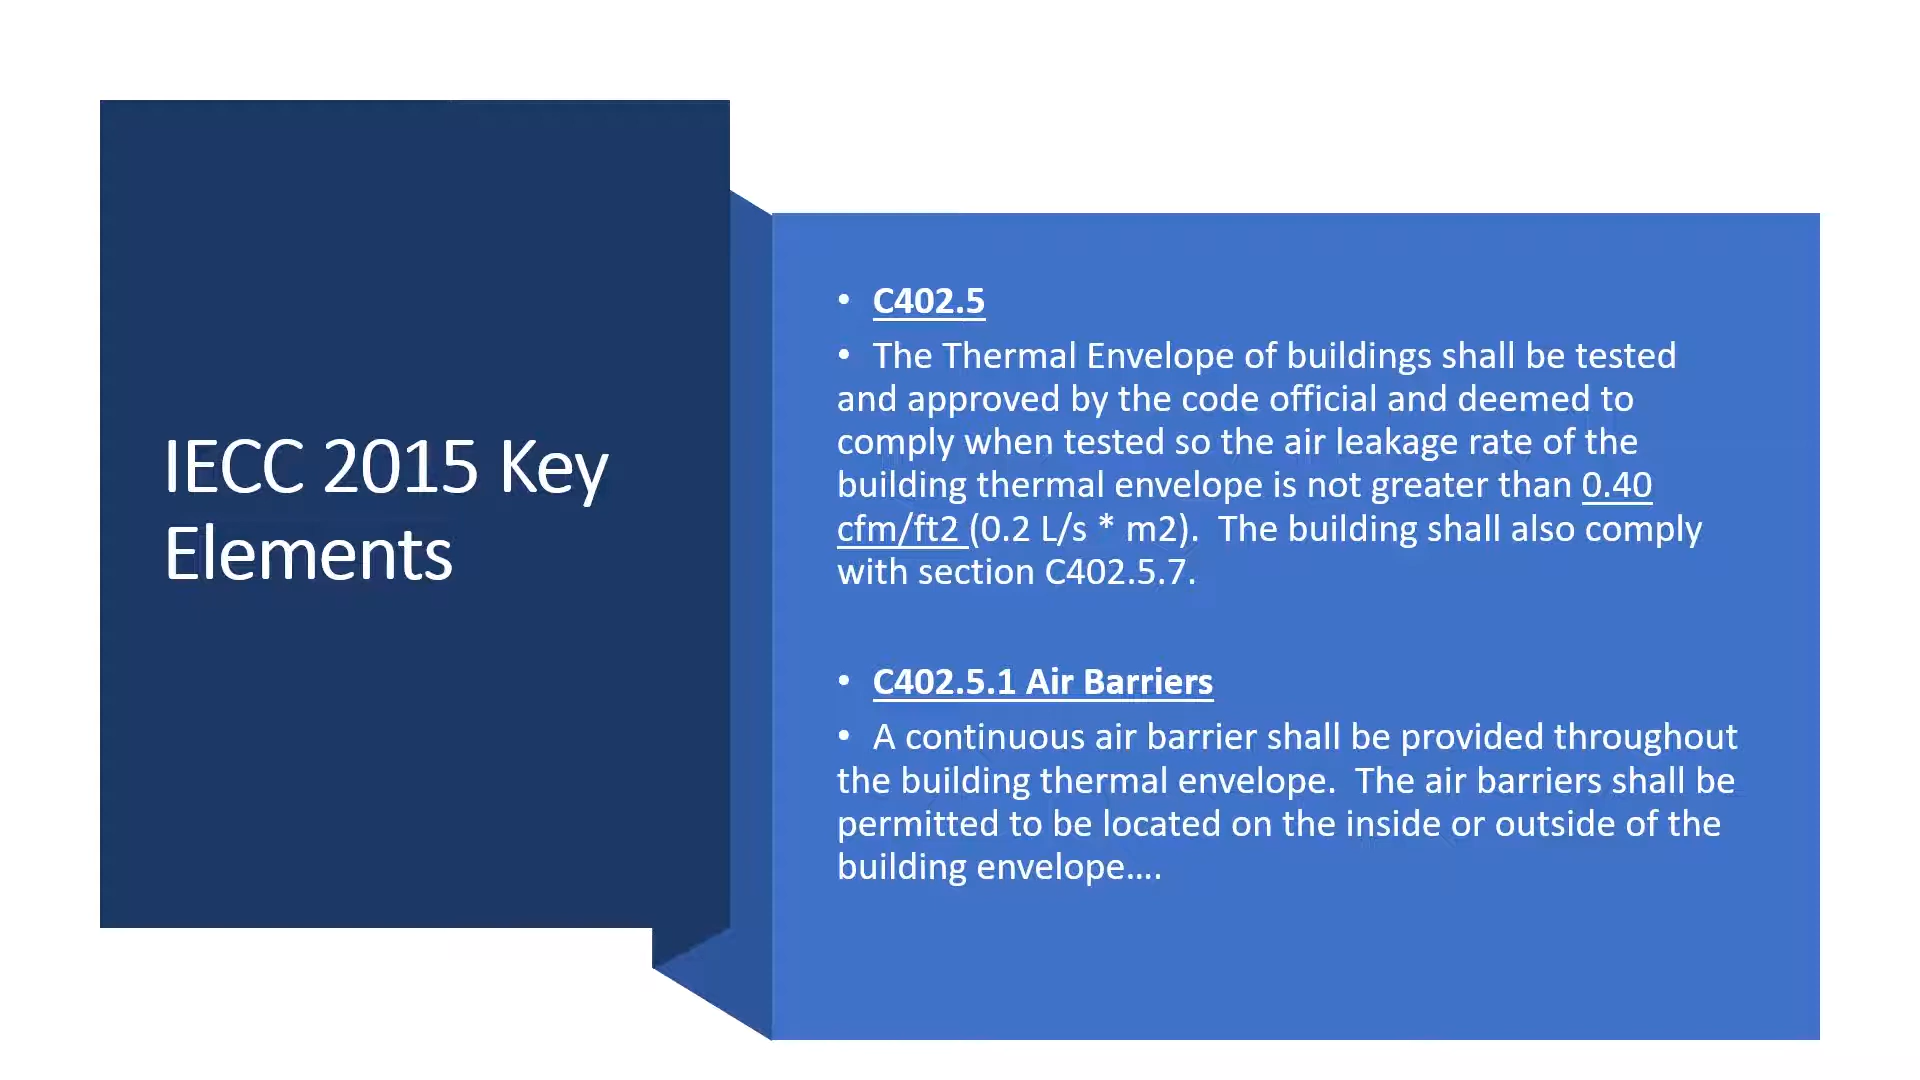 IECC 2015 Key
Elements
• C402.5
• The Thermal Envelope of buildings shall be tested
and approved by the code official and deemed to
comply when tested so the air leakage rate of the
building thermal envelope is not greater than 0.40
cfm/ft2 (0.2 L/s * m2).  The building shall also comply
with section C402.5.7.
• C402.5.1 Air Barriers
• A continuous air barrier shall be provided throughout
the building thermal envelope.  The air barriers shall be
permitted to be located on the inside or outside of the
building envelope….